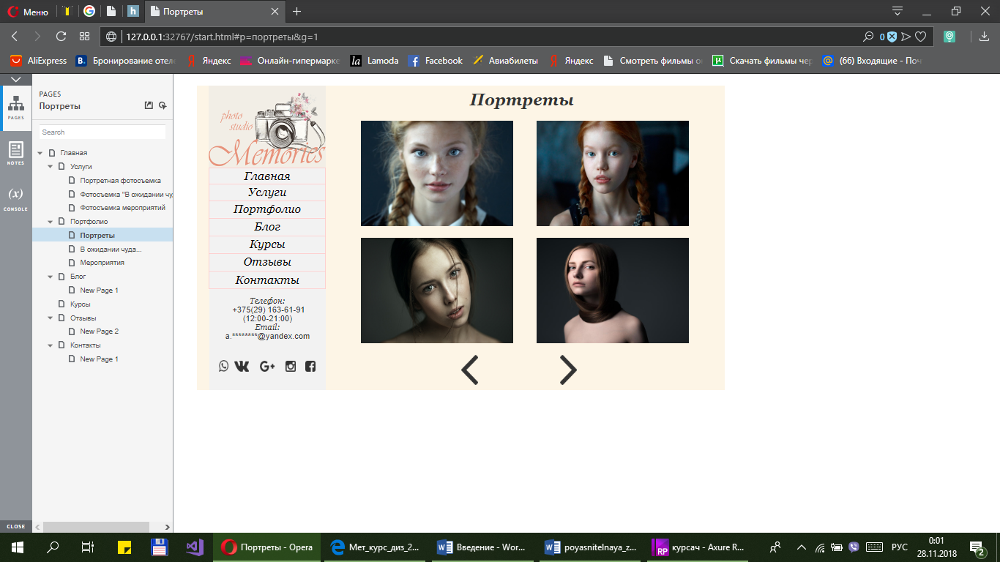 Меню
h
Портреты
127.0.0.1:32767/start.html#p=портреты&g=1
0
AliExpress
B. Бронирование отеле
Я Яндекс
Онлайн-гипермарке
la Lamoda
Facebook
Авиабилеты
Я Яндекс
Смотреть фильмы о
Скачать фильмы чер
(66) Входящие - Поч
PAGES
NOTES
(x)
CONSOLE
CLOSE
PAGES
Портреты
Search
Главная
Услуги
Портретная фотосъемка
Фотосъемка "В ожидании чу
Фотосъемка мероприятий
Портфолио
Портреты
В ожидании чуда...
Мероприятия
Блог
New Page 1
Курсы
Отзывы
New Page 2
Контакты
New Page 1
photo
studio
Memories
Главная
Услуги
Портфолио
Блог
Курсы
Отзывы
Контакты
Телефон:
+375(29) 163-61-91
(12:00-21:00)
Email:
a.********@yandex.com
G+
Портреты
Портреты - Opera
Мет_курс_диз_2...
Введение - Wor...
poyasnitelnaya_z...
RP курсач - Axure R...
РУС
0:01
28.11.2018
2